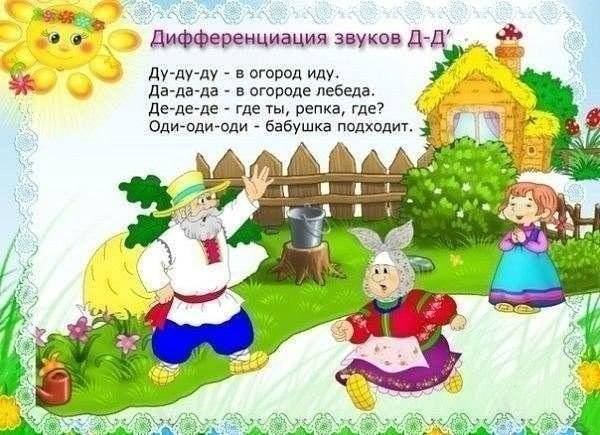 Дифференциация звуков Д-Д'
Ду-ду-ду - в огород иду.
Да-да-да - в огороде лебеда.
Де-де-де - где ты, репка, где?
Оди-оди-оди - бабушка подходит.